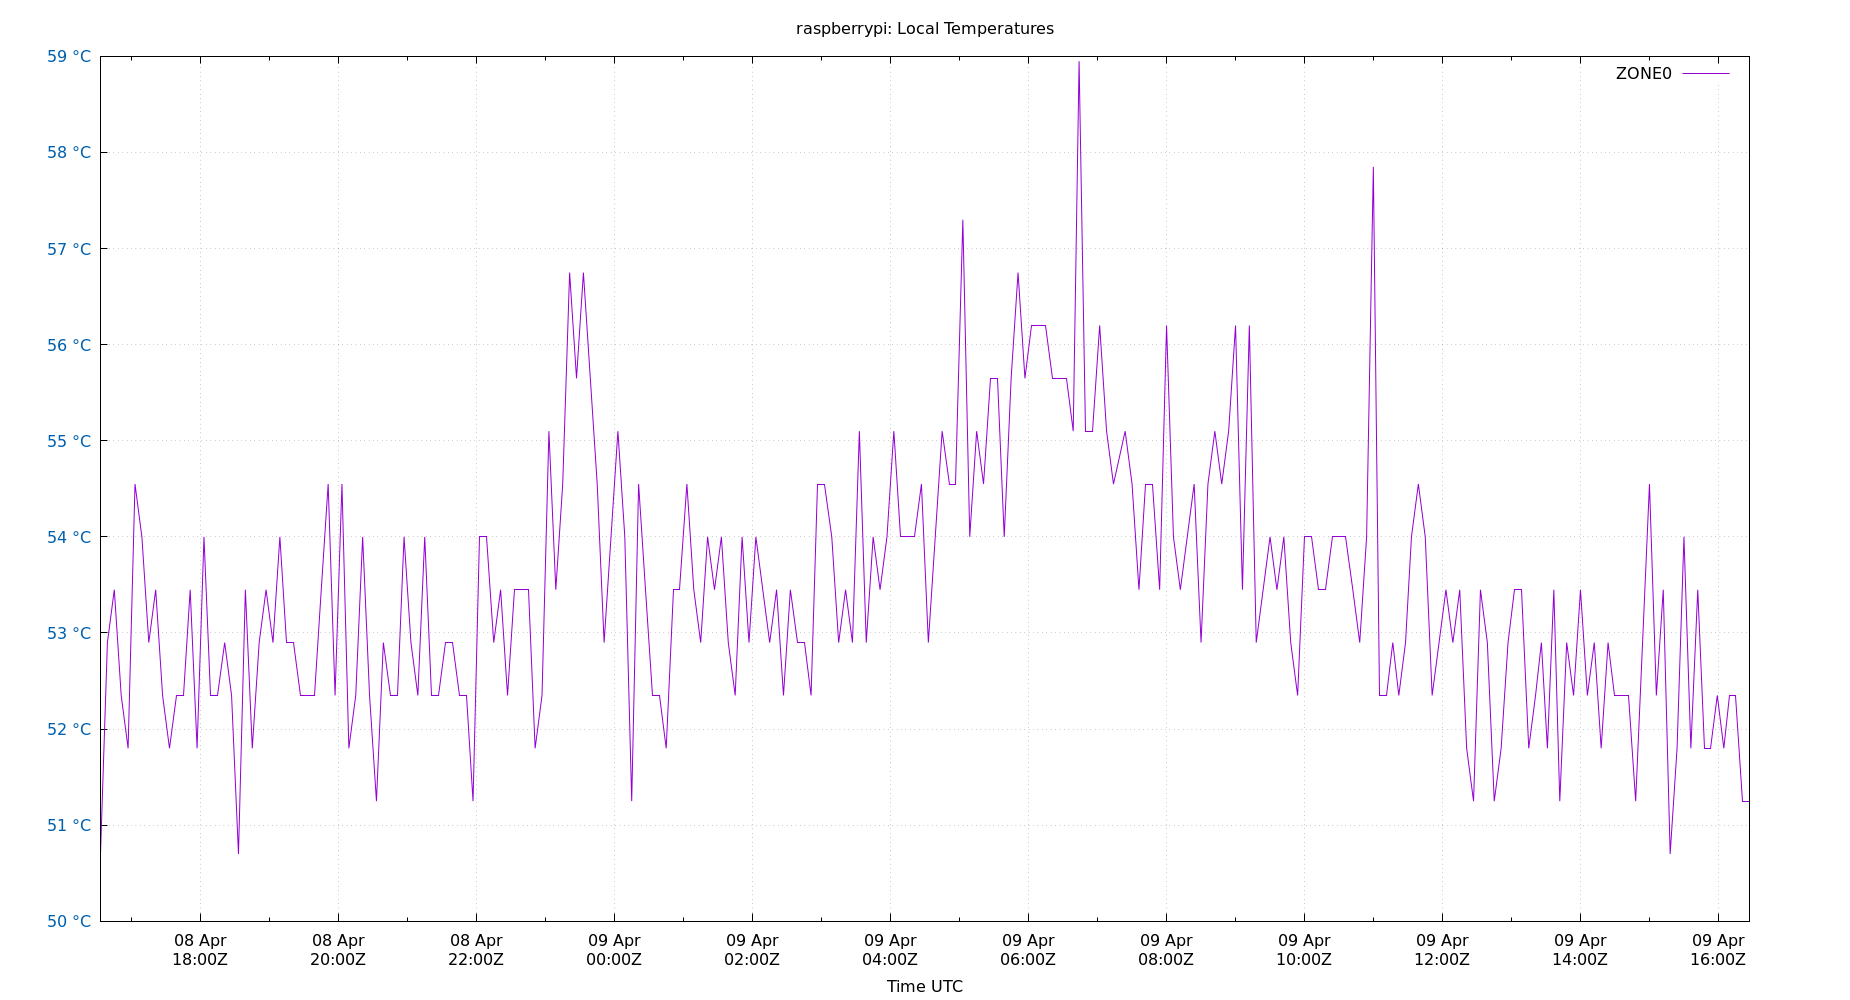 raspberrypi: Local Temperatures
59 °C
ZONE0
58 °C
57 °C
56 °C
55 °C
54 °C
53 °C
52 °C
51 °C
50 °C
08 Apr 08 Apr 08 Apr 09 Apr 09 Apr 09 Apr 09 Apr 09 Apr 09 Apr 09 Apr 09 Apr 09 Apr
18:00Z 20:00Z 22:00Z 00:00Z 02:00Z 04:00Z 06:00Z 08:00Z 10:00Z 12:00Z 14:00Z 16:00Z
Time UTC